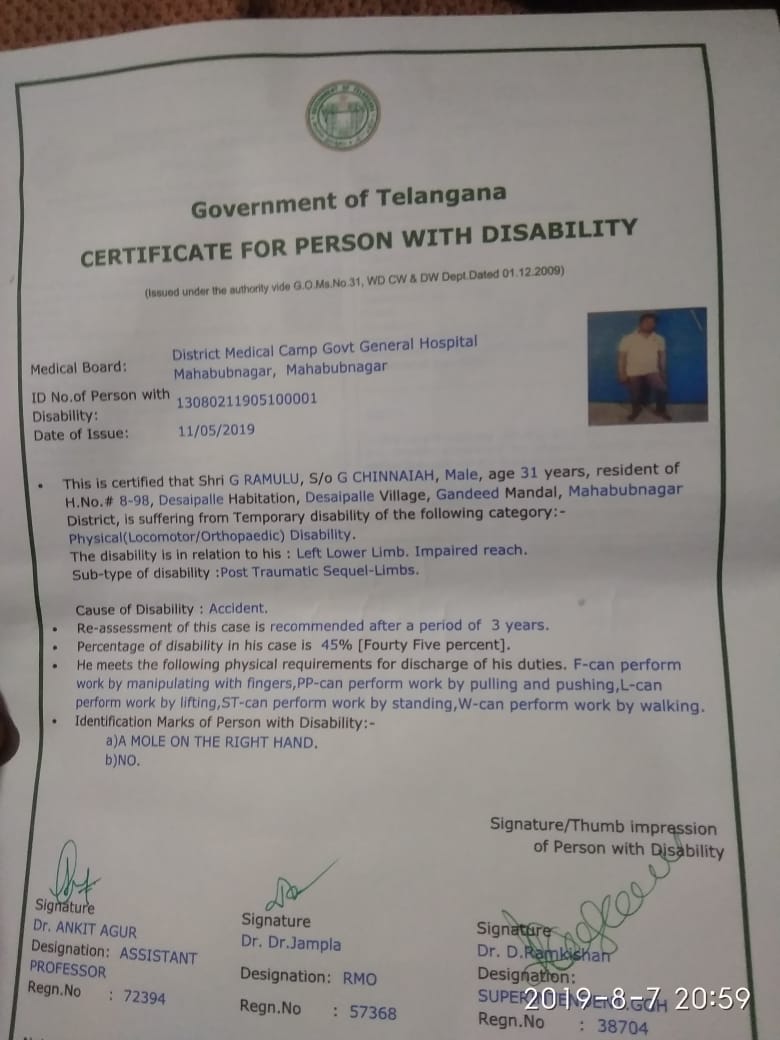 Government of Telangana
CERTIFICATE FOR PERSON WITH DISABILITY
(Issued under the authority vide G.O.Ms.No.31, WD CW & DW Dept.Dated 01.12.2009)
Medical Board: District Medical Camp Govt General Hospital
Mahabubnagar, Mahabubnagar
ID No.of Person with Disability: 13080211905100001
Date of Issue: 11/05/2019
• This is certified that Shri G RAMULU, S/o G CHINNAIAH, Male, age 31 years, resident of
H.No.# 8-98, Desaipalle Habitation, Desaipalle Village, Gandeed Mandal, Mahabubnagar
District, is suffering from Temporary disability of the following category:-
Physical(Locomotor/Orthopaedic) Disability.
The disability is in relation to his : Left Lower Limb. Impaired reach.
Sub-type of disability :Post Traumatic Sequel-Limbs.
Cause of Disability : Accident.
• Re-assessment of this case is recommended after a period of 3 years.
• Percentage of disability in his case is 45% [Fourty Five percent].
• He meets the following physical requirements for discharge of his duties. F-can perform
work by manipulating with fingers,PP-can perform work by pulling and pushing,L-can
perform work by lifting,ST-can perform work by standing,W-can perform work by walking.
• Identification Marks of Person with Disability:-
a)A MOLE ON THE RIGHT HAND.
b)NO.
Signature/Thumb impression
of Person with Disability
Signature
Dr. ANKIT AGUR
Designation: ASSISTANT
PROFESSOR
Regn.No : 72394
Signature
Dr. Dr.Jampla
Designation: RMO
Regn.No : 57368
Signature
Dr. D.Ramkishan
Designation:
Regn.No : 38704
2019-8-7 20:59